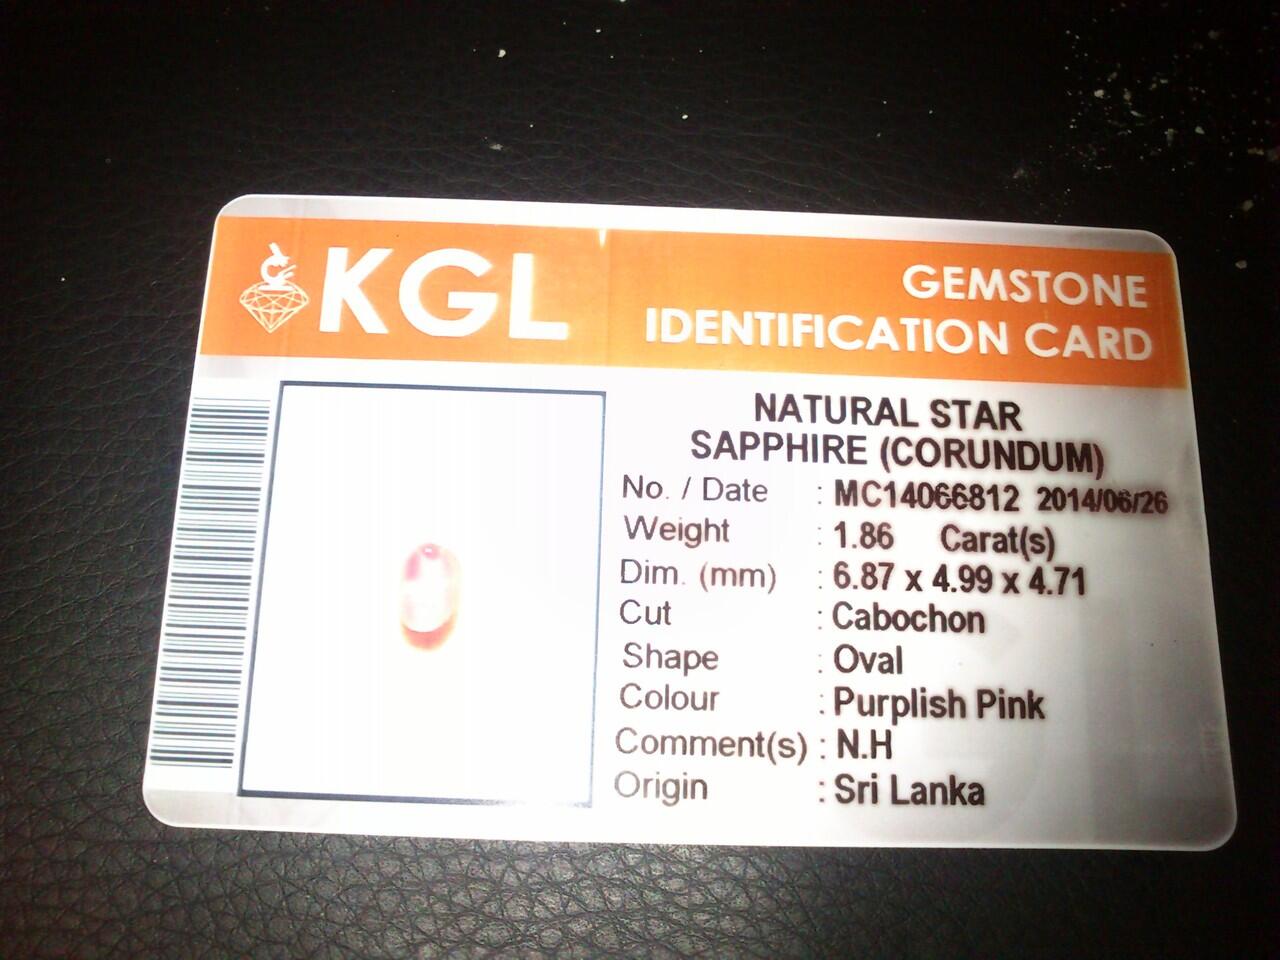 KGL
GEMSTONE
IDENTIFICATION CARD
NATURAL STAR
SAPPHIRE (CORUNDUM)
No. / Date : MC14066812 2014/06/26
Weight : 1.86 Carat(s)
Dim. (mm) : 6.87 x 4.99 x 4.71
Cut : Cabochon
Shape : Oval
Colour : Purplish Pink
Comment(s) : N.H
Origin : Sri Lanka